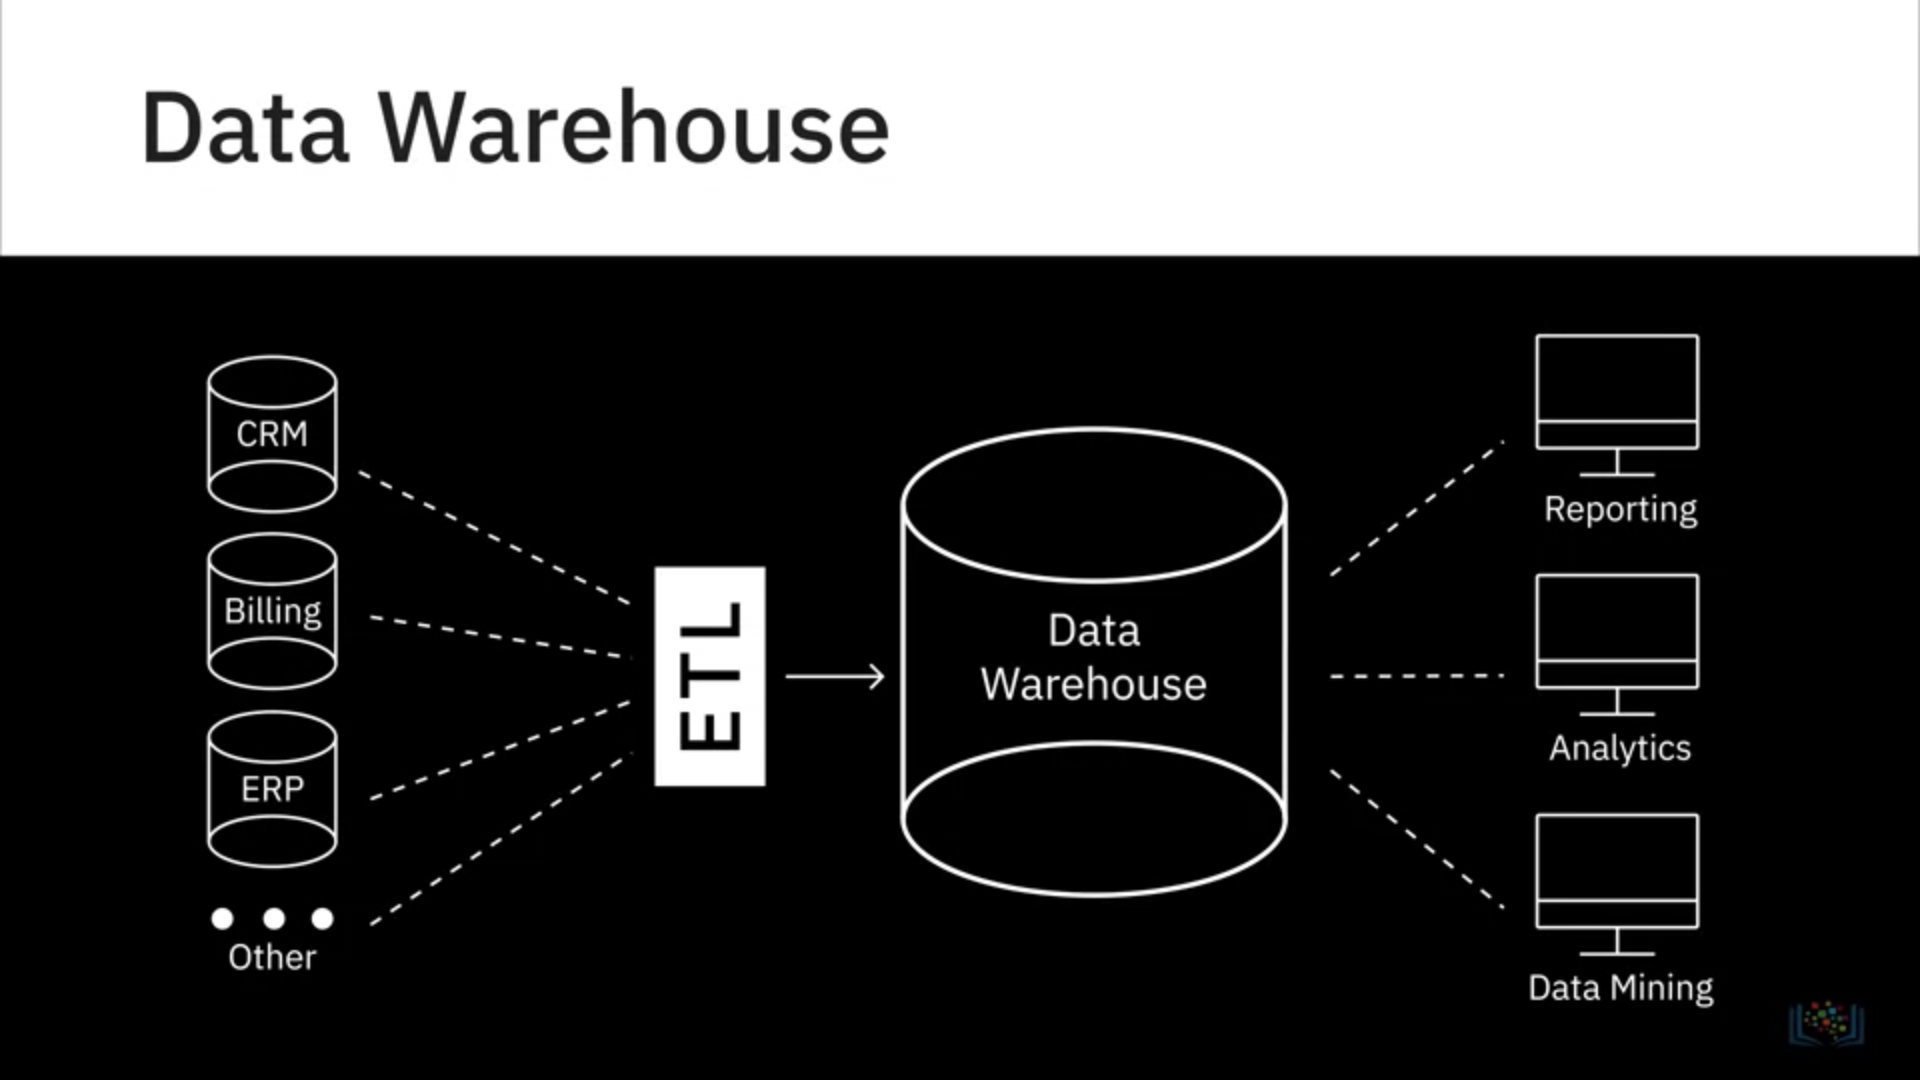 Data Warehouse
CRM
Billing
ERP
Other
ETL
Data
Warehouse
Reporting
Analytics
Data Mining